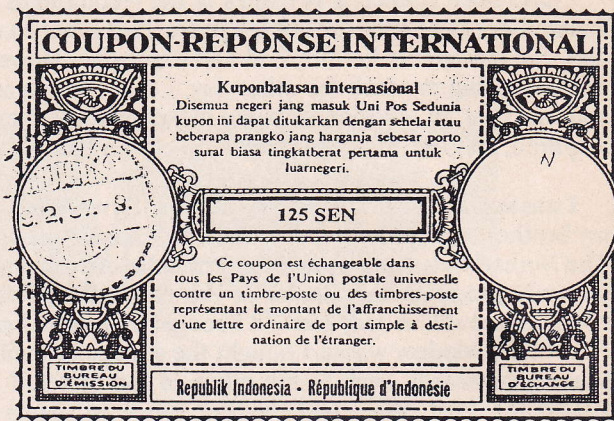 COUPON-REPONSE INTERNATIONAL
Kuponbalasan internasional
Disemua negeri jang masuk Uni Pos Sedunia
kupon ini dapat ditukarkan dengan sehelai atau
beberapa prangko jang harganja sebesar porto
surat biasa tingkatberat pertama untuk
luarnegeri.
ANG
2, 57.- 9.
N
125 SEN
Ce coupon est échangeable dans
tous les Pays de l'Union postale universelle
contre un timbre-poste ou des timbres-poste
représentant le montant de l'affranchissement
d'une lettre ordinaire de port simple à desti-
nation de l'étranger.
TIMBRE DU
BUREAU
D'ÉMISSION
TIMBRE DU
BUREAU
D'ÉCHANGE
Republik Indonesia - République d'Indonésie